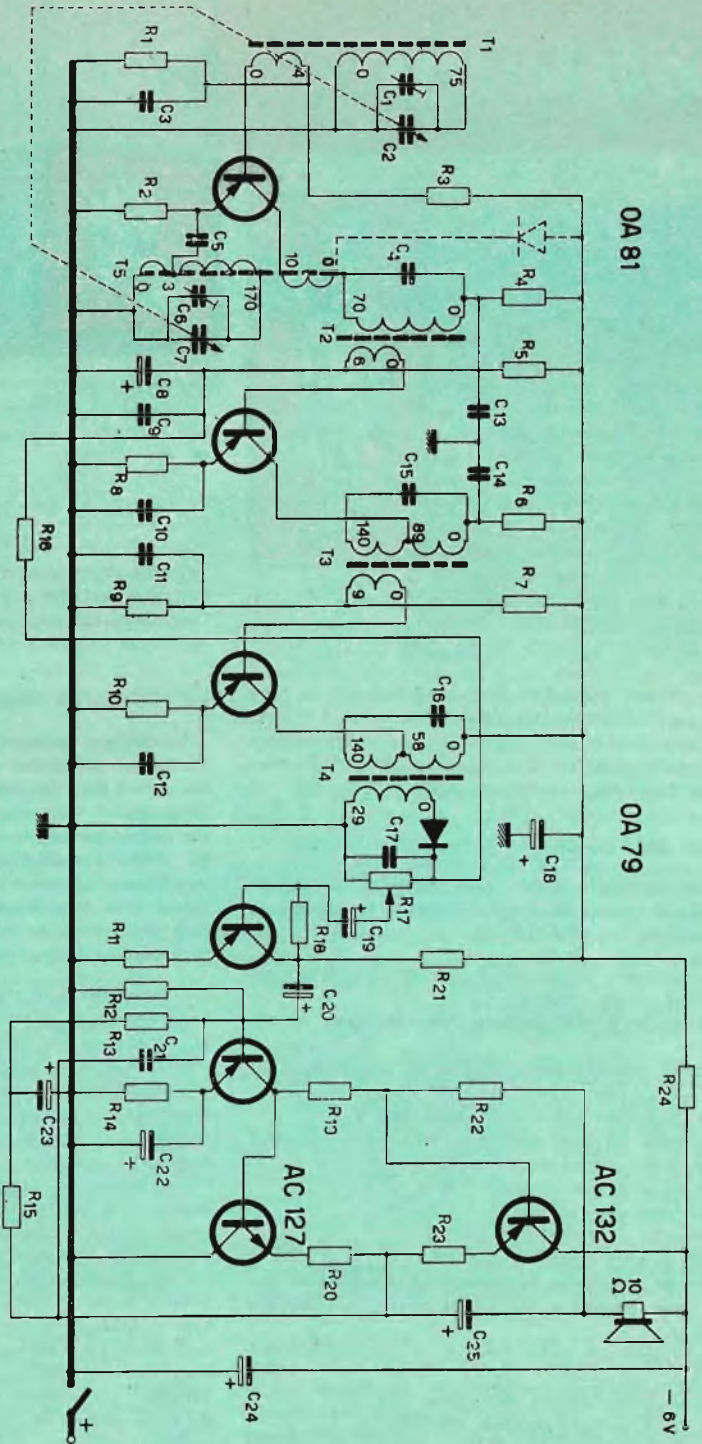 R24
– 6 V
OA 81
OA 79
AC 132
10 Ω
R3
R4
R5
R6
R7
C18
R21
R22
R23
C13
C14
T1
75
C1
C2
0
4
0
C4
0
70
T2
6
0
C15
0
89
140
T3
9
0
C16
0
58
140
T4
0
29
C17
R17
C19
R18
C20
R19
AC 127
R20
C25
+
0
10
170
C6
C7
3
0
T5
C5
R1
C3
R2
C8
+
C9
R8
C10
C11
R9
R10
C12
R11
R12
R13
C21
R14
C22
+
C24
+
R16
C23
+
R15
+